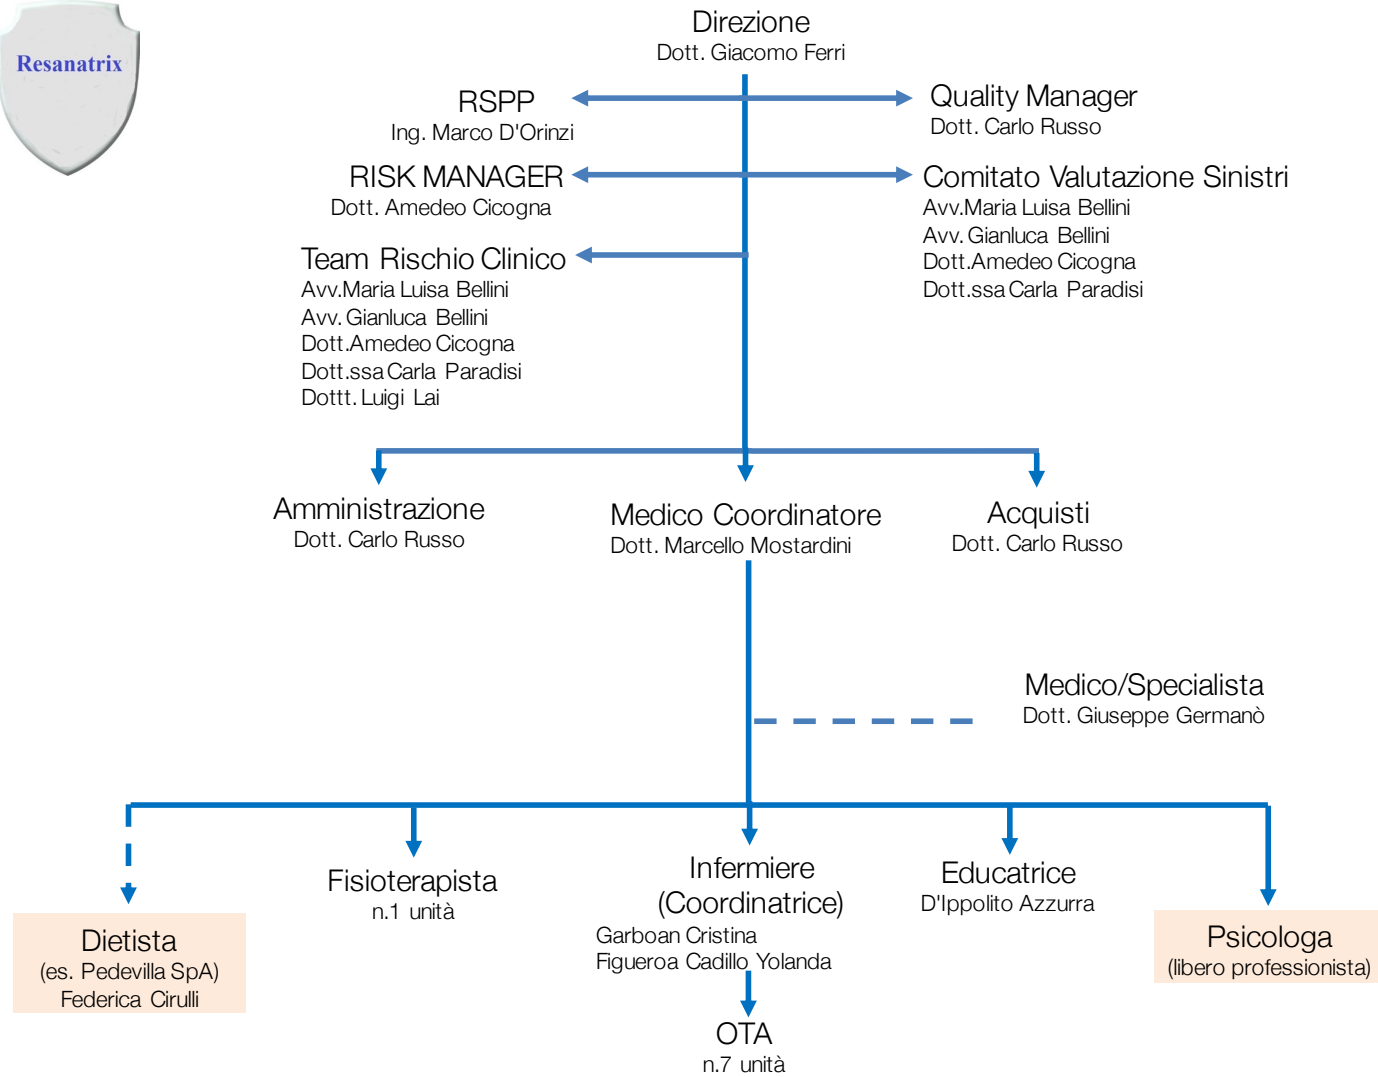 Resanatrix
Direzione
Dott. Giacomo Ferri
RSPP
Ing. Marco D'Orinzi
Quality Manager
Dott. Carlo Russo
RISK MANAGER
Dott. Amedeo Cicogna
Comitato Valutazione Sinistri
Avv.Maria Luisa Bellini
Avv. Gianluca Bellini
Dott.Amedeo Cicogna
Dott.ssa Carla Paradisi
Team Rischio Clinico
Avv.Maria Luisa Bellini
Avv. Gianluca Bellini
Dott.Amedeo Cicogna
Dott.ssa Carla Paradisi
Dottt. Luigi Lai
Amministrazione
Dott. Carlo Russo
Medico Coordinatore
Dott. Marcello Mostardini
Acquisti
Dott. Carlo Russo
Medico/Specialista
Dott. Giuseppe Germanò
Dietista
(es. Pedevilla SpA)
Federica Cirulli
Fisioterapista
n.1 unità
Infermiere
(Coordinatrice)
Garboan Cristina
Figueroa Cadillo Yolanda
Educatrice
D'Ippolito Azzurra
Psicologa
(libero professionista)
OTA
n.7 unità